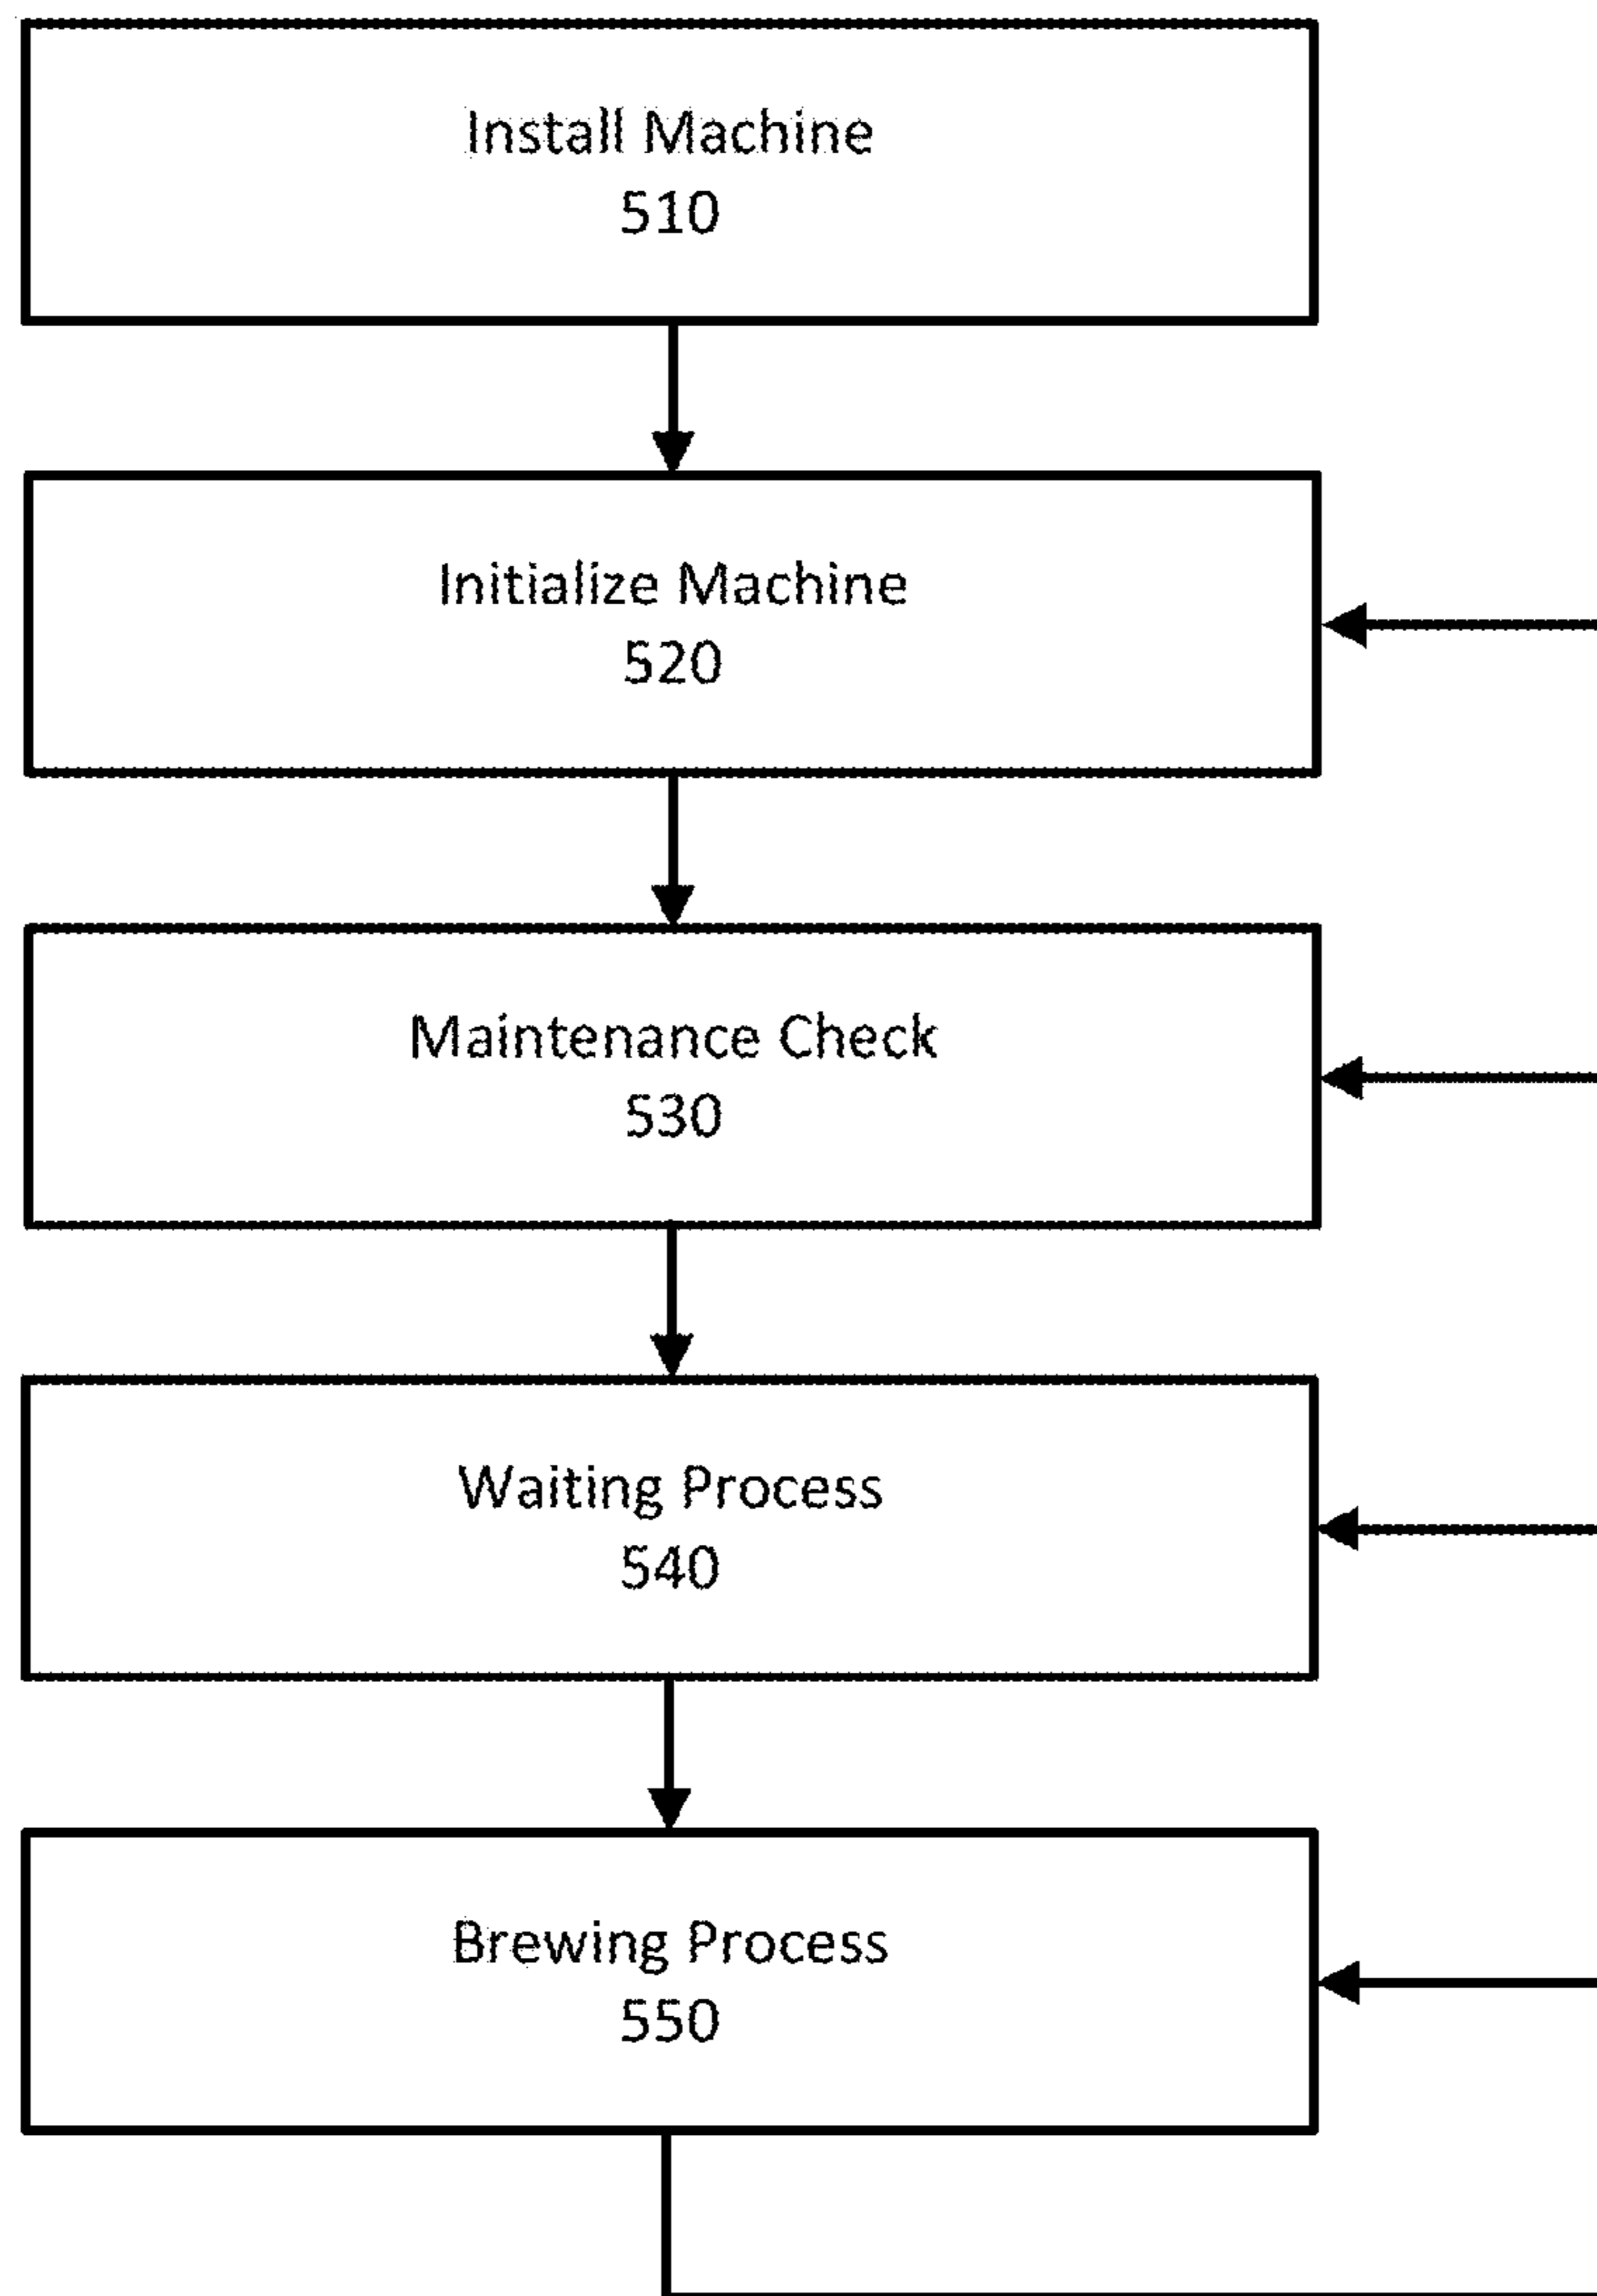 Install Machine
510
Initialize Machine
520
Maintenance Check
530
Waiting Process
540
Brewing Process
550